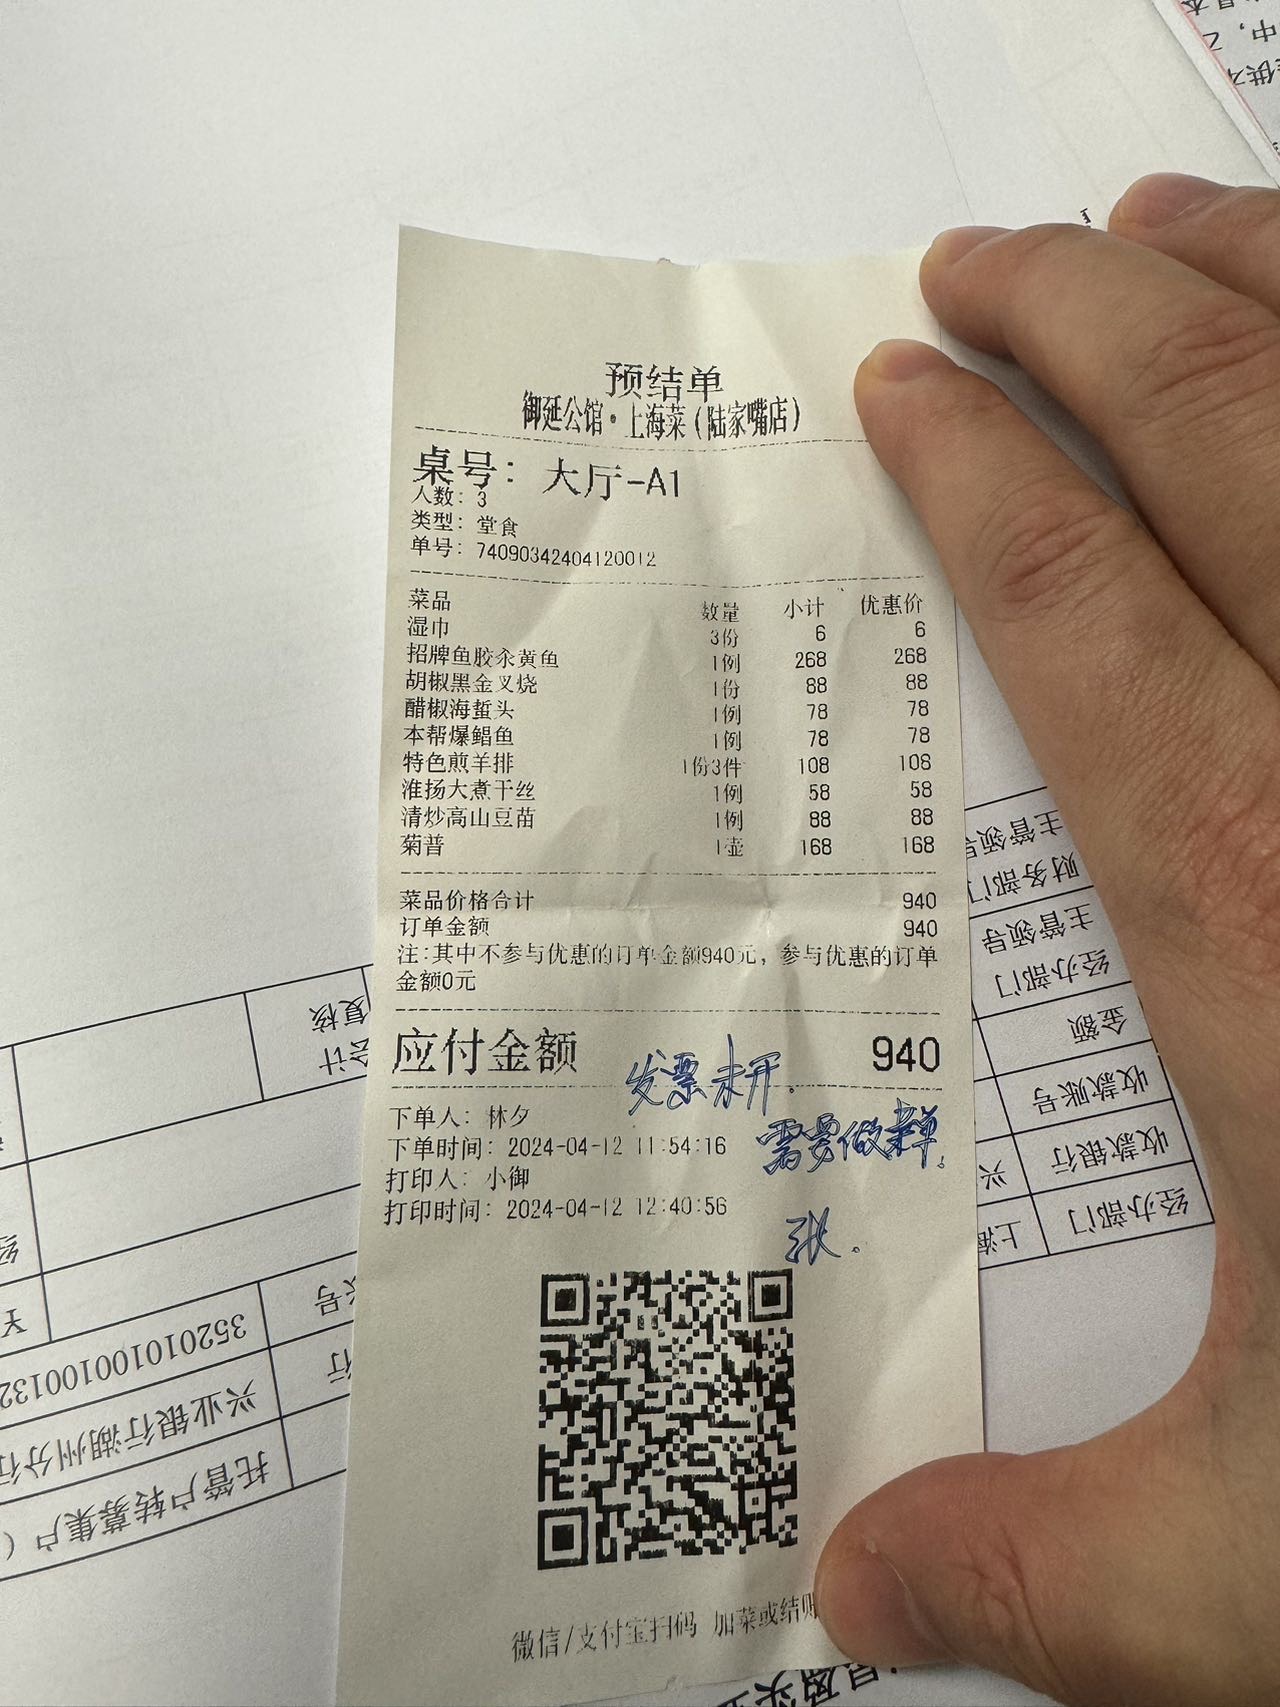 预结单
御延公馆·上海菜(陆家嘴店)
桌号: 大厅-A1
人数: 3
类型: 堂食
单号: 74090342404120012
菜品 数量 小计 优惠价
湿巾 3份 6 6
招牌鱼胶汆黄鱼 1例 268 268
胡椒黑金叉烧 1份 88 88
醋椒海蜇头 1例 78 78
本帮爆鲳鱼 1例 78 78
特色煎羊排 1份3件 108 108
淮扬大煮干丝 1例 58 58
清炒高山豆苗 1例 88 88
菊普 1壶 168 168
菜品价格合计 940
订单金额 940
注:其中不参与优惠的订单金额940元, 参与优惠的订单
金额0元
应付金额 940
发票未开.
需要做菜单。
张.
下单人: 林夕
下单时间: 2024-04-12 11:54:16
打印人: 小御
打印时间: 2024-04-12 12:40:56
微信/支付宝扫码 加菜或结
主管领导
财务部门
主管领导
经办部门
金额
收款账号
收款银行 兴
经办部门 上海
复核
会计
¥
号
352010100100132
行
兴业银行湖州分行
托管户转募集户(